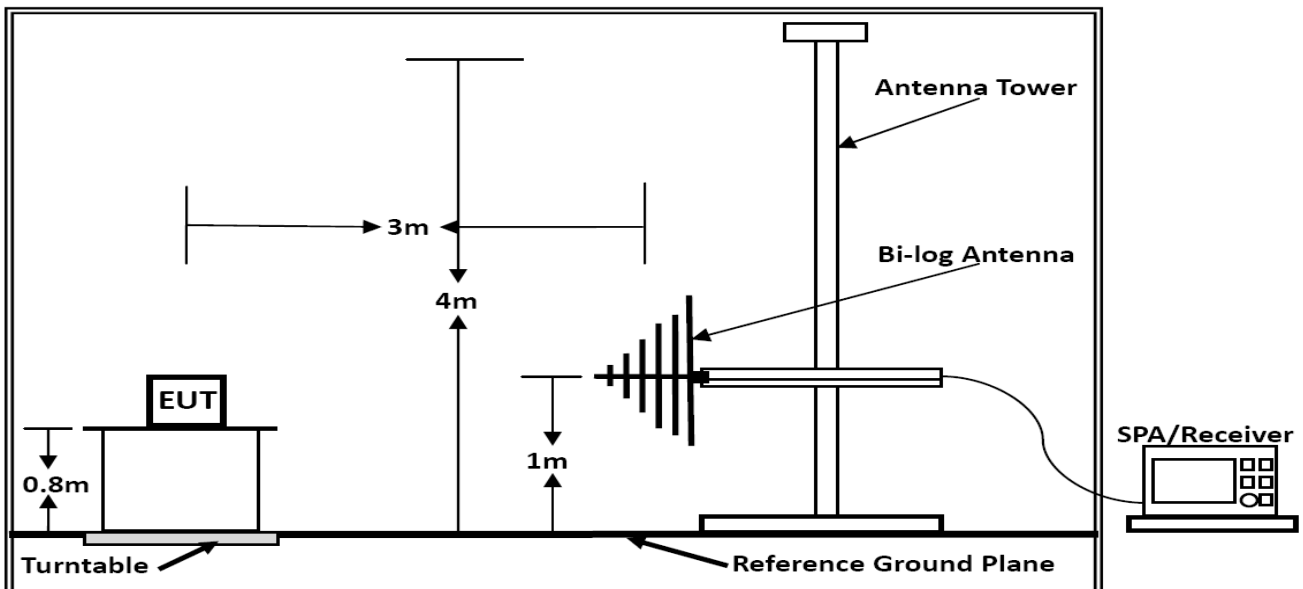 Antenna Tower
3m
Bi-log Antenna
4m
EUT
SPA/Receiver
1m
0.8m
Turntable
Reference Ground Plane